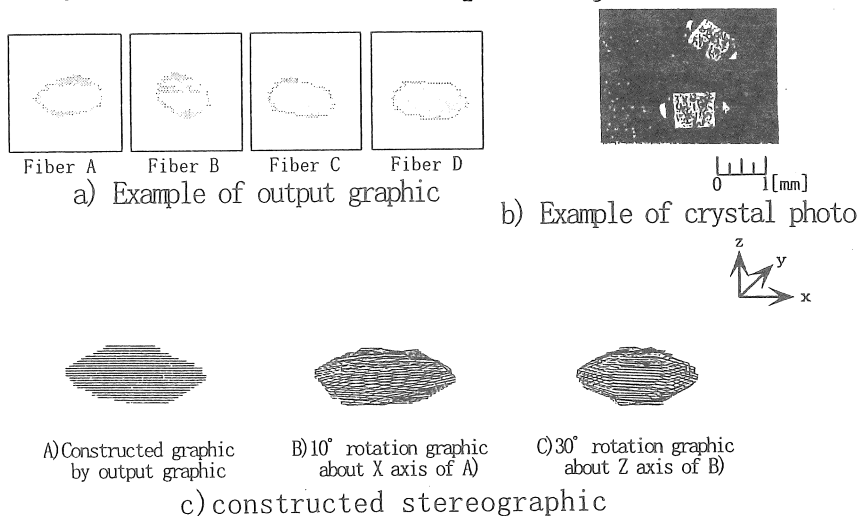 Fiber A
Fiber B
Fiber C
Fiber D
a) Example of output graphic
0 1[mm]
b) Example of crystal photo
z
y
x
A)Constructed graphic
by output graphic
B)10° rotation graphic
about X axis of A)
C)30° rotation graphic
about Z axis of B)
c)constructed stereographic